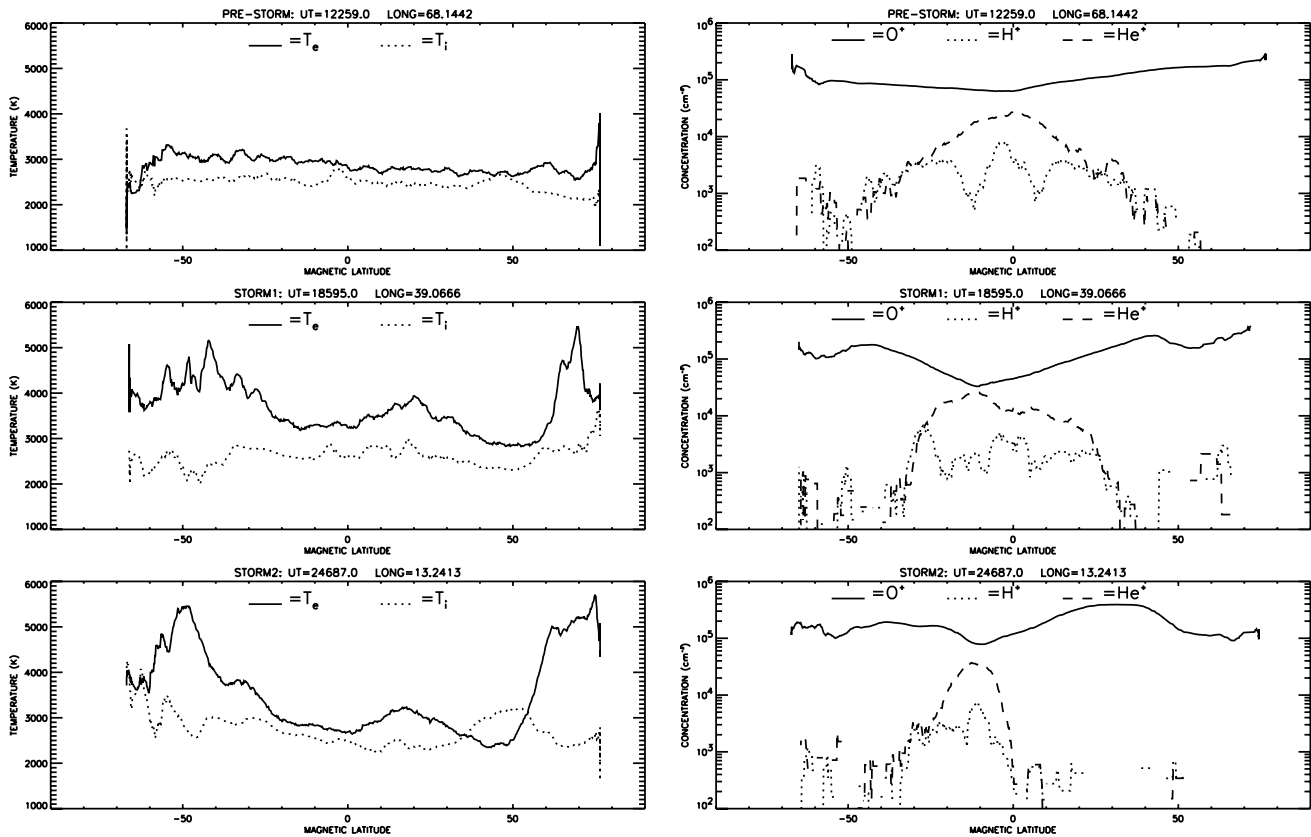 PRE-STORM: UT=12259.0 LONG=68.1442
=Te =Ti
TEMPERATURE (K)
6000
5000
4000
3000
2000
1000
-50 0 50
MAGNETIC LATITUDE
PRE-STORM: UT=12259.0 LONG=68.1442
=O⁺ =H⁺ =He⁺
CONCENTRATION (cm⁻³)
10⁶
10⁵
10⁴
10³
10²
-50 0 50
MAGNETIC LATITUDE
STORM1: UT=18595.0 LONG=39.0666
=Te =Ti
TEMPERATURE (K)
6000
5000
4000
3000
2000
1000
-50 0 50
MAGNETIC LATITUDE
STORM1: UT=18595.0 LONG=39.0666
=O⁺ =H⁺ =He⁺
CONCENTRATION (cm⁻³)
10⁶
10⁵
10⁴
10³
10²
-50 0 50
MAGNETIC LATITUDE
STORM2: UT=24687.0 LONG=13.2413
=Te =Ti
TEMPERATURE (K)
6000
5000
4000
3000
2000
1000
-50 0 50
MAGNETIC LATITUDE
STORM2: UT=24687.0 LONG=13.2413
=O⁺ =H⁺ =He⁺
CONCENTRATION (cm⁻³)
10⁶
10⁵
10⁴
10³
10²
-50 0 50
MAGNETIC LATITUDE